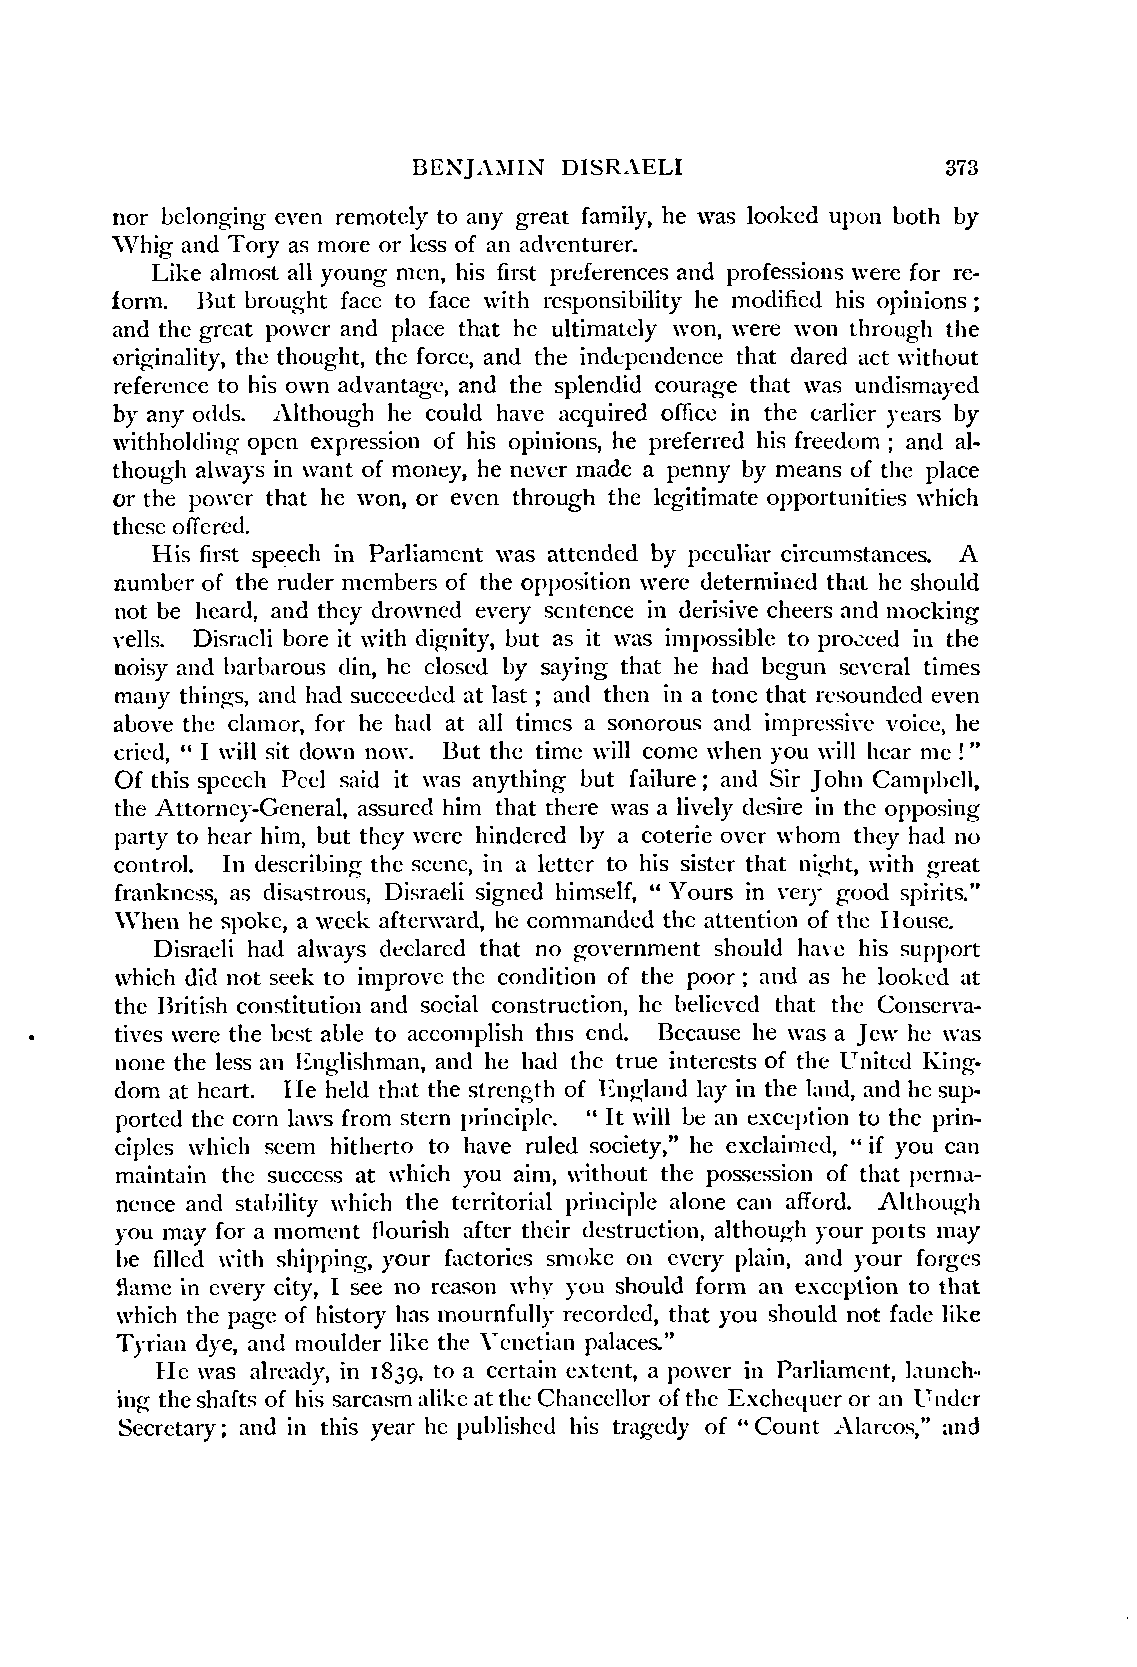 BENJAMIN DISRAELI 373
nor belonging even remotely to any great family, he was looked upon both by
Whig and Tory as more or less of an adventurer.
Like almost all young men, his first preferences and professions were for re-
form. But brought face to face with responsibility he modified his opinions ;
and the great power and place that he ultimately won, were won through the
originality, the thought, the force, and the independence that dared act without
reference to his own advantage, and the splendid courage that was undismayed
by any odds. Although he could have acquired office in the earlier years by
withholding open expression of his opinions, he preferred his freedom ; and al-
though always in want of money, he never made a penny by means of the place
or the power that he won, or even through the legitimate opportunities which
these offered.
His first speech in Parliament was attended by peculiar circumstances. A
number of the ruder members of the opposition were determined that he should
not be heard, and they drowned every sentence in derisive cheers and mocking
yells. Disraeli bore it with dignity, but as it was impossible to proceed in the
noisy and barbarous din, he closed by saying that he had begun several times
many things, and had succeeded at last ; and then in a tone that resounded even
above the clamor, for he had at all times a sonorous and impressive voice, he
cried, “ I will sit down now. But the time will come when you will hear me ! ”
Of this speech Peel said it was anything but failure ; and Sir John Campbell,
the Attorney-General, assured him that there was a lively desire in the opposing
party to hear him, but they were hindered by a coterie over whom they had no
control. In describing the scene, in a letter to his sister that night, with great
frankness, as disastrous, Disraeli signed himself, “ Yours in very good spirits.”
When he spoke, a week afterward, he commanded the attention of the House.
Disraeli had always declared that no government should have his support
which did not seek to improve the condition of the poor ; and as he looked at
the British constitution and social construction, he believed that the Conserva-
tives were the best able to accomplish this end. Because he was a Jew he was
none the less an Englishman, and he had the true interests of the United King-
dom at heart. He held that the strength of England lay in the land, and he sup-
ported the corn laws from stern principle. “ It will be an exception to the prin-
ciples which seem hitherto to have ruled society,” he exclaimed, “ if you can
maintain the success at which you aim, without the possession of that perma-
nence and stability which the territorial principle alone can afford. Although
you may for a moment flourish after their destruction, although your ports may
be filled with shipping, your factories smoke on every plain, and your forges
flame in every city, I see no reason why you should form an exception to that
which the page of history has mournfully recorded, that you should not fade like
Tyrian dye, and moulder like the Venetian palaces.”
He was already, in 1839, to a certain extent, a power in Parliament, launch-
ing the shafts of his sarcasm alike at the Chancellor of the Exchequer or an Under
Secretary ; and in this year he published his tragedy of “ Count Alarcos,” and